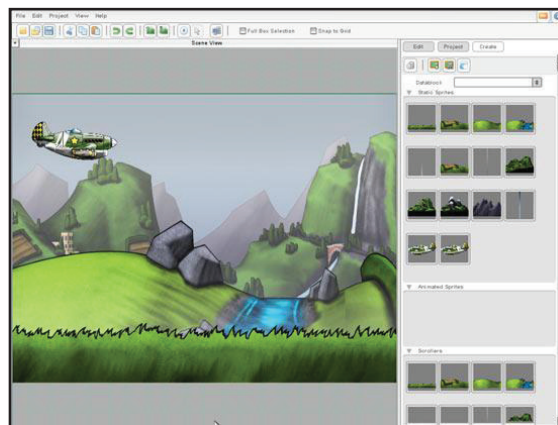 File Edit Project View Help
Full Box Selection Snap to Grid
Scene View
Edit Project Create
Datablock
Static Sprites
Animated Sprites
Scrollers